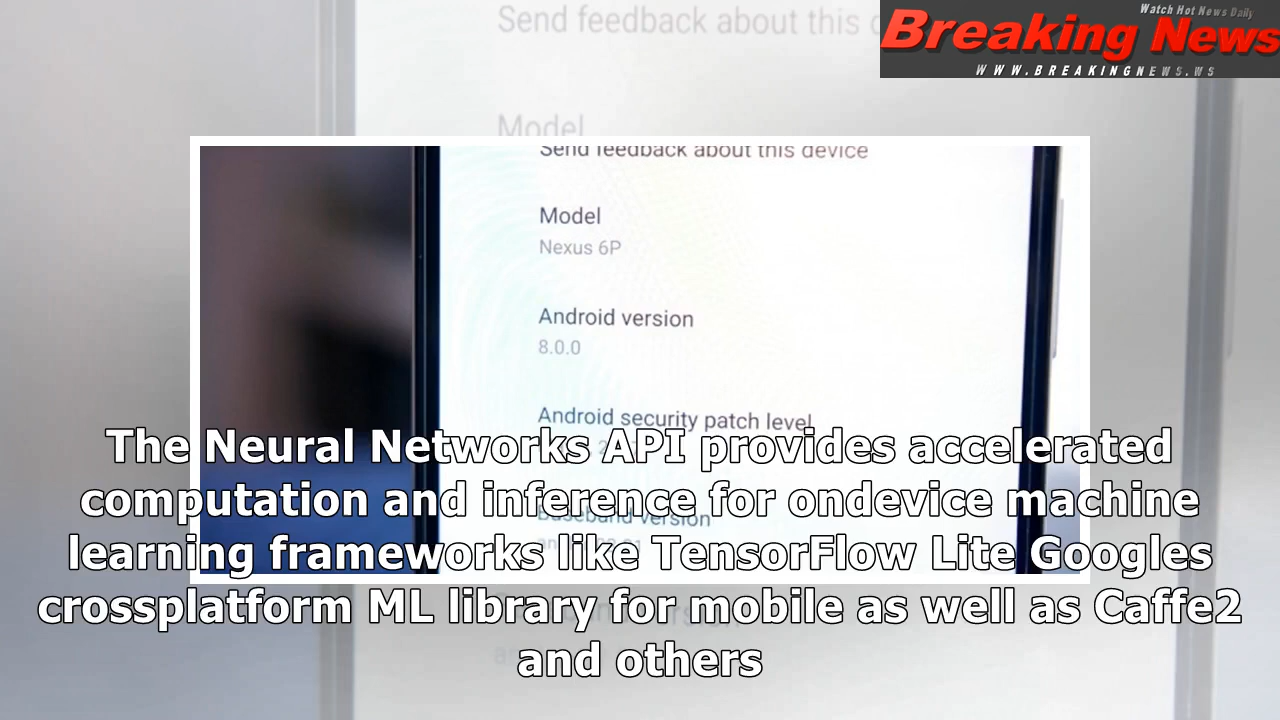 Send feedback about this d
Watch Hot News Daily
Breaking News
WWW.BREAKINGNEWS.WS
Model
Send feedback about this device
Model
Nexus 6P
Android version
8.0.0
Android security patch level
The Neural Networks API provides accelerated
computation and inference for ondevice machine
Baseband version
learning frameworks like TensorFlow Lite Googles
crossplatform ML library for mobile as well as Caffe2
and others